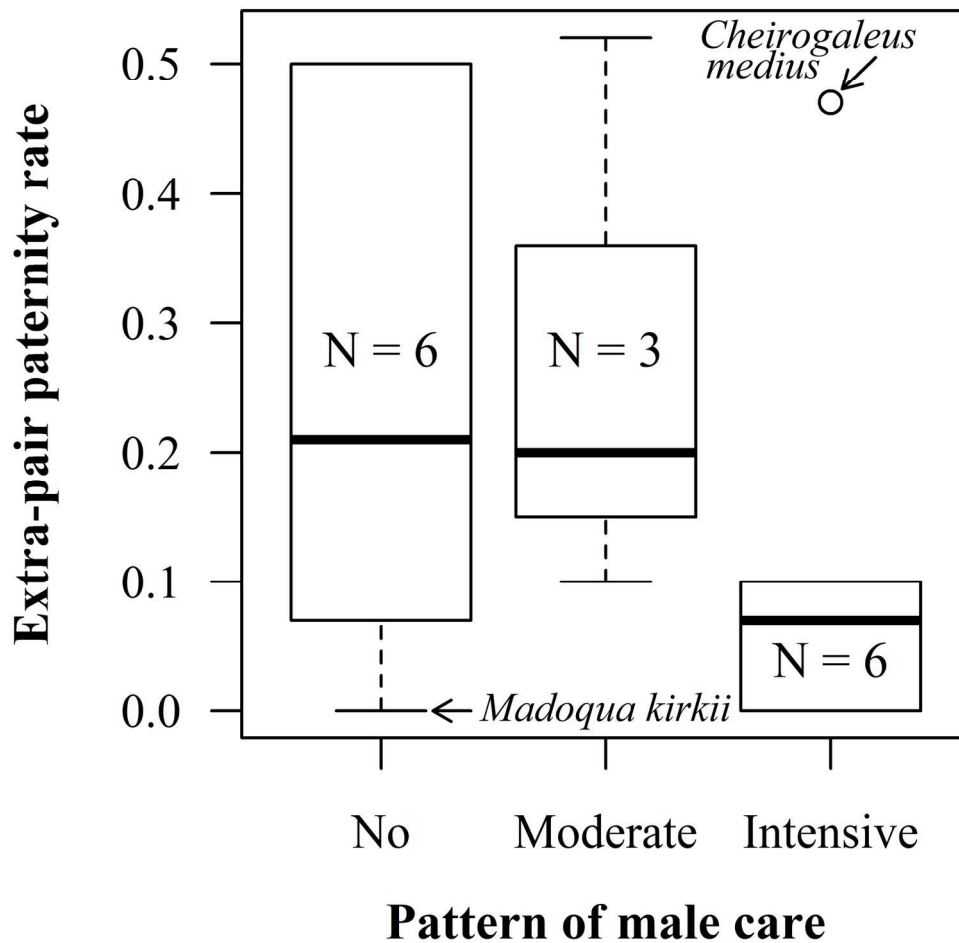 Extra-pair paternity rate
0.5
0.4
0.3
0.2
0.1
0.0
Cheirogaleus
medius
N = 6
N = 3
N = 6
Madoqua kirkii
No
Moderate
Intensive
Pattern of male care